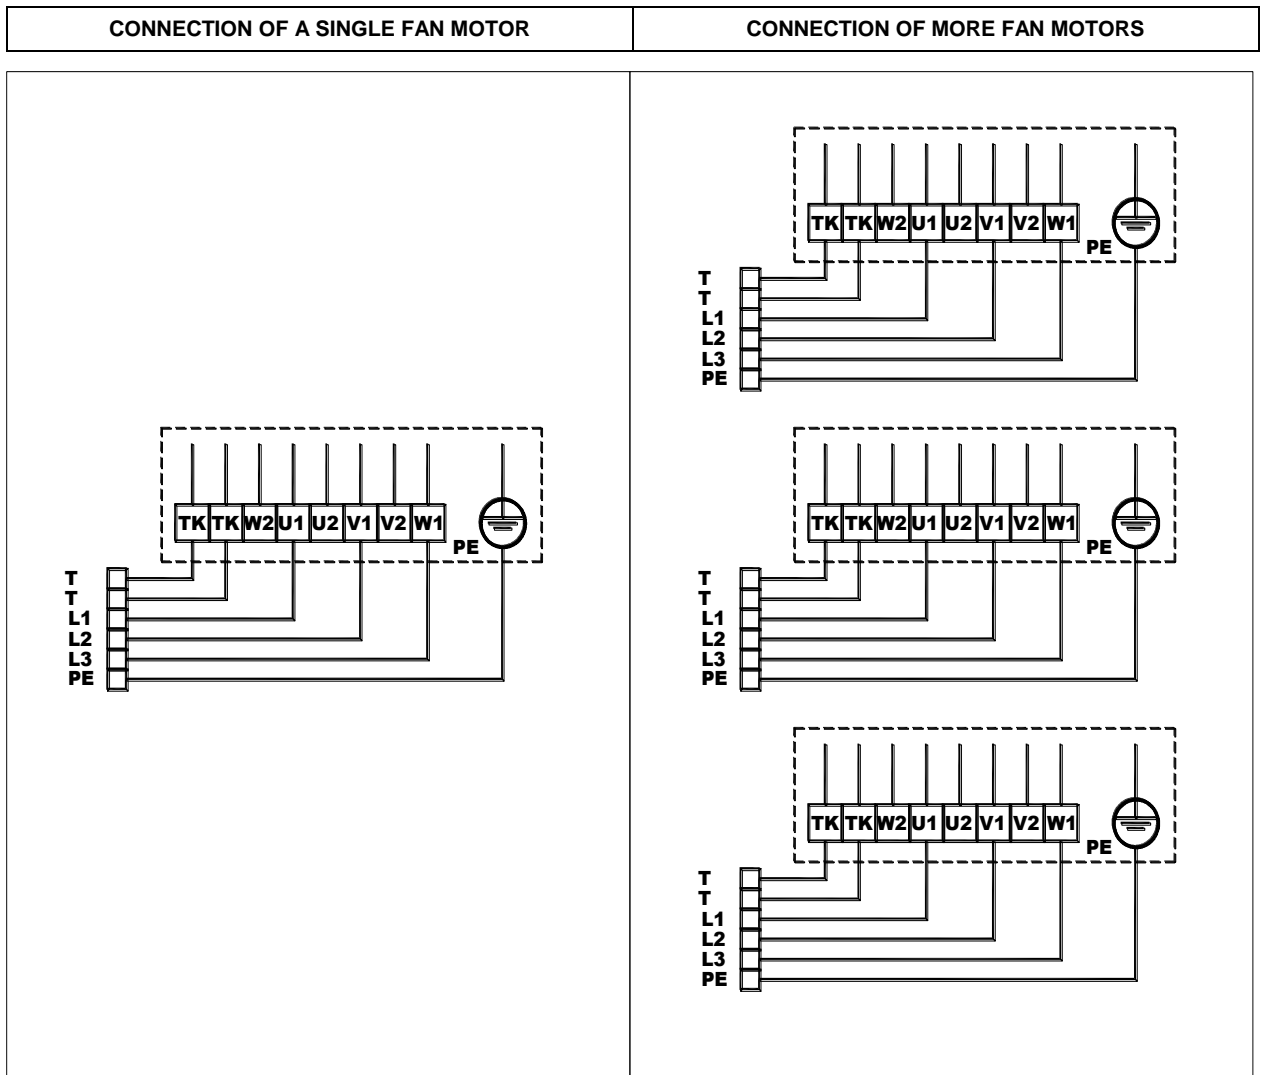 CONNECTION OF A SINGLE FAN MOTOR
CONNECTION OF MORE FAN MOTORS
TK TK W2 U1 U2 V1 V2 W1
PE
T
T
L1
L2
L3
PE
TK TK W2 U1 U2 V1 V2 W1
PE
T
T
L1
L2
L3
PE
TK TK W2 U1 U2 V1 V2 W1
PE
T
T
L1
L2
L3
PE
TK TK W2 U1 U2 V1 V2 W1
PE
T
T
L1
L2
L3
PE